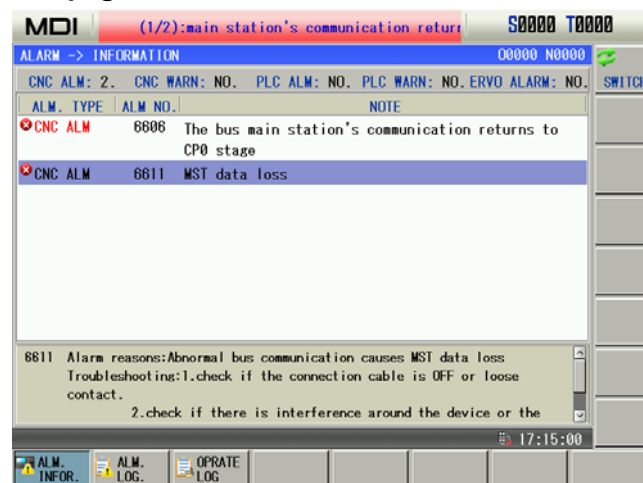 MDI (1/2):main station's communication retur S0000 T0000
ALARM -> INFORMATION O0000 N0000
CNC ALM: 2. CNC WARN: NO. PLC ALM: NO. PLC WARN: NO. ERVO ALARM: NO. SWITCH
ALM. TYPE ALM NO. NOTE
CNC ALM 6606 The bus main station's communication returns to
CP0 stage
CNC ALM 6611 MST data loss
6611 Alarm reasons:Abnormal bus communication causes MST data loss
Troubleshooting:1.check if the connection cable is OFF or loose
contact.
2.check if there is interference around the device or the
17:15:00
ALM. INFOR. ALM. LOG. OPRATE LOG